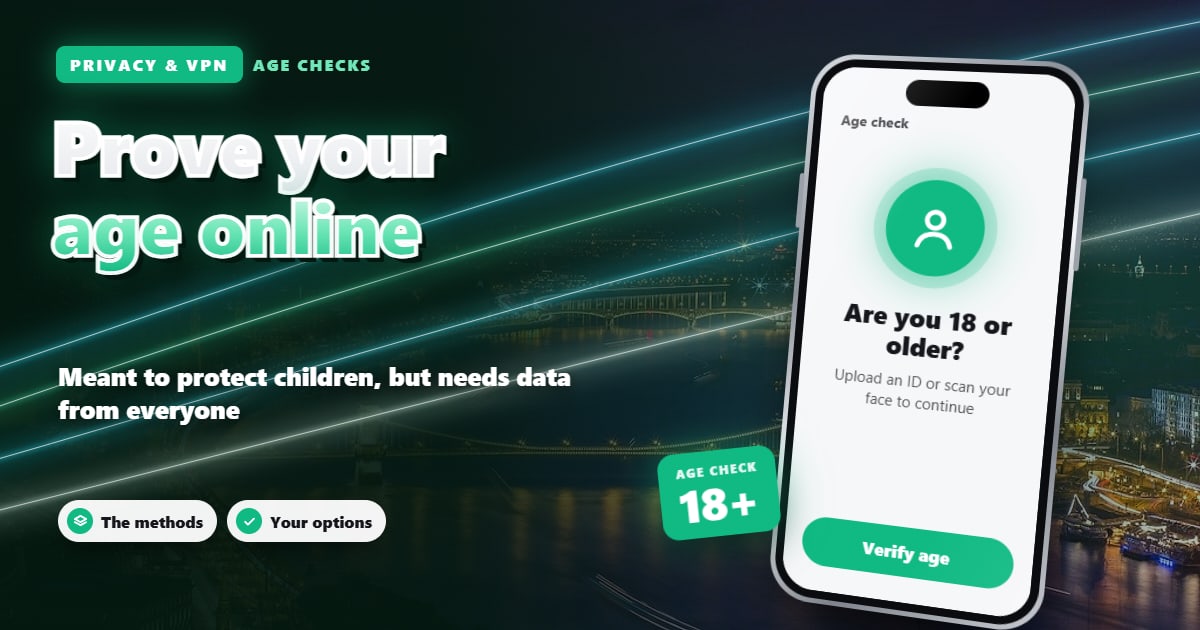 PRIVACY & VPN AGE CHECKS
Prove your
age online
Meant to protect children, but needs data
from everyone
The methods
Your options
AGE CHECK
18+
Age check
Are you 18 or
older?
Upload an ID or scan your
face to continue
Verify age